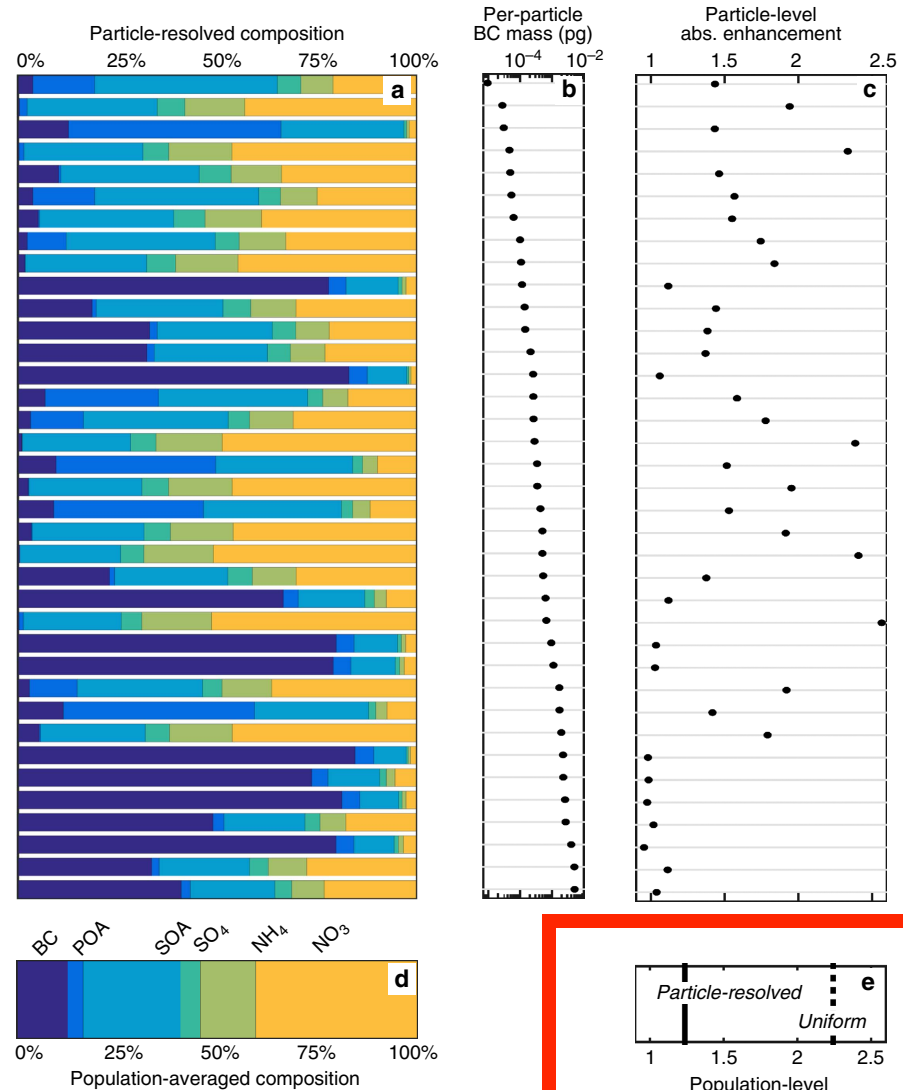 Particle-resolved composition
0% 25% 50% 75% 100%
a
Per-particle
BC mass (pg)
10⁻⁴ 10⁻²
b
Particle-level
abs. enhancement
1 1.5 2 2.5
c
BC POA SOA SO₄ NH₄ NO₃
d
0% 25% 50% 75% 100%
Population-averaged composition
Particle-resolved
e
Uniform
1 1.5 2 2.5
Population-level